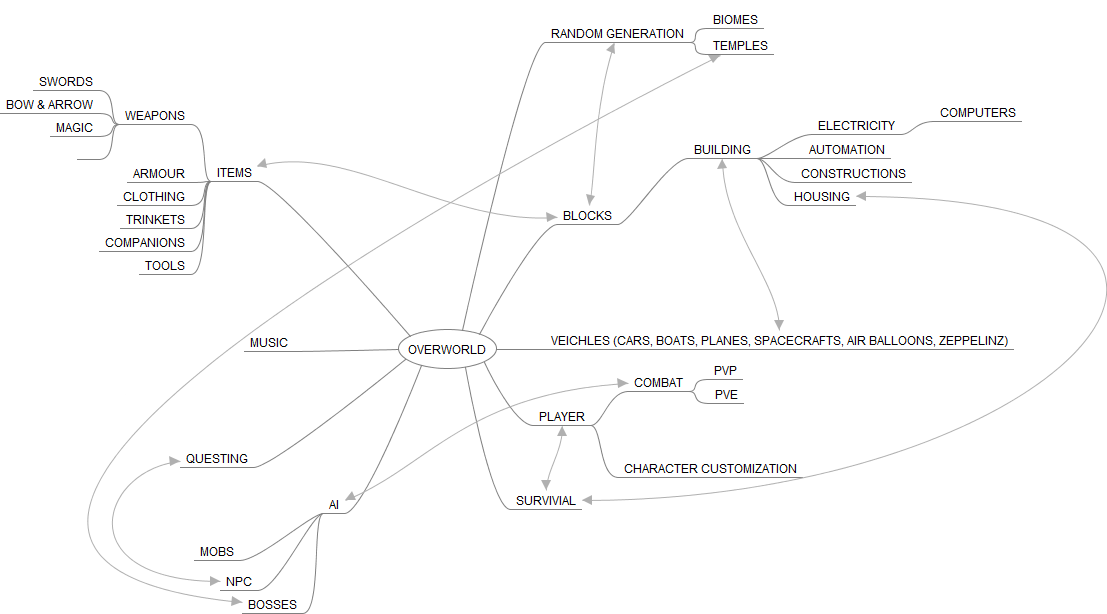 BIOMES
RANDOM GENERATION
TEMPLES
SWORDS
BOW & ARROW
WEAPONS
MAGIC
COMPUTERS
ELECTRICITY
BUILDING
AUTOMATION
CONSTRUCTIONS
HOUSING
ITEMS
ARMOUR
CLOTHING
TRINKETS
COMPANIONS
TOOLS
BLOCKS
MUSIC
OVERWORLD
VEICHLES (CARS, BOATS, PLANES, SPACECRAFTS, AIR BALLOONS, ZEPPELINZ)
PVP
COMBAT
PVE
PLAYER
CHARACTER CUSTOMIZATION
QUESTING
SURVIVIAL
AI
MOBS
NPC
BOSSES